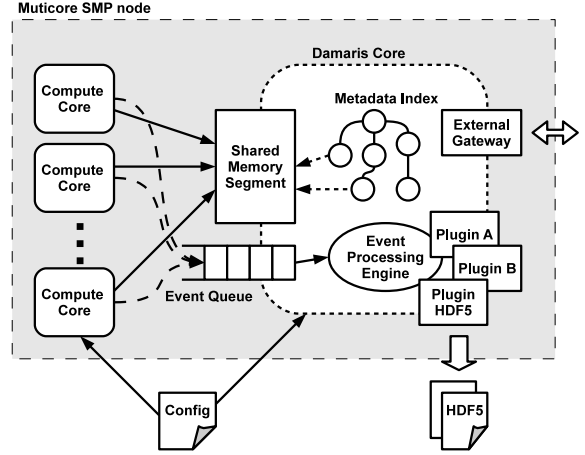 Muticore SMP node
Damaris Core
Compute
Core
Metadata Index
External
Gateway
Shared
Memory
Segment
Compute
Core
Plugin A
Event
Processing
Engine
Plugin B
Compute
Core
Event Queue
Plugin
HDF5
Config
HDF5